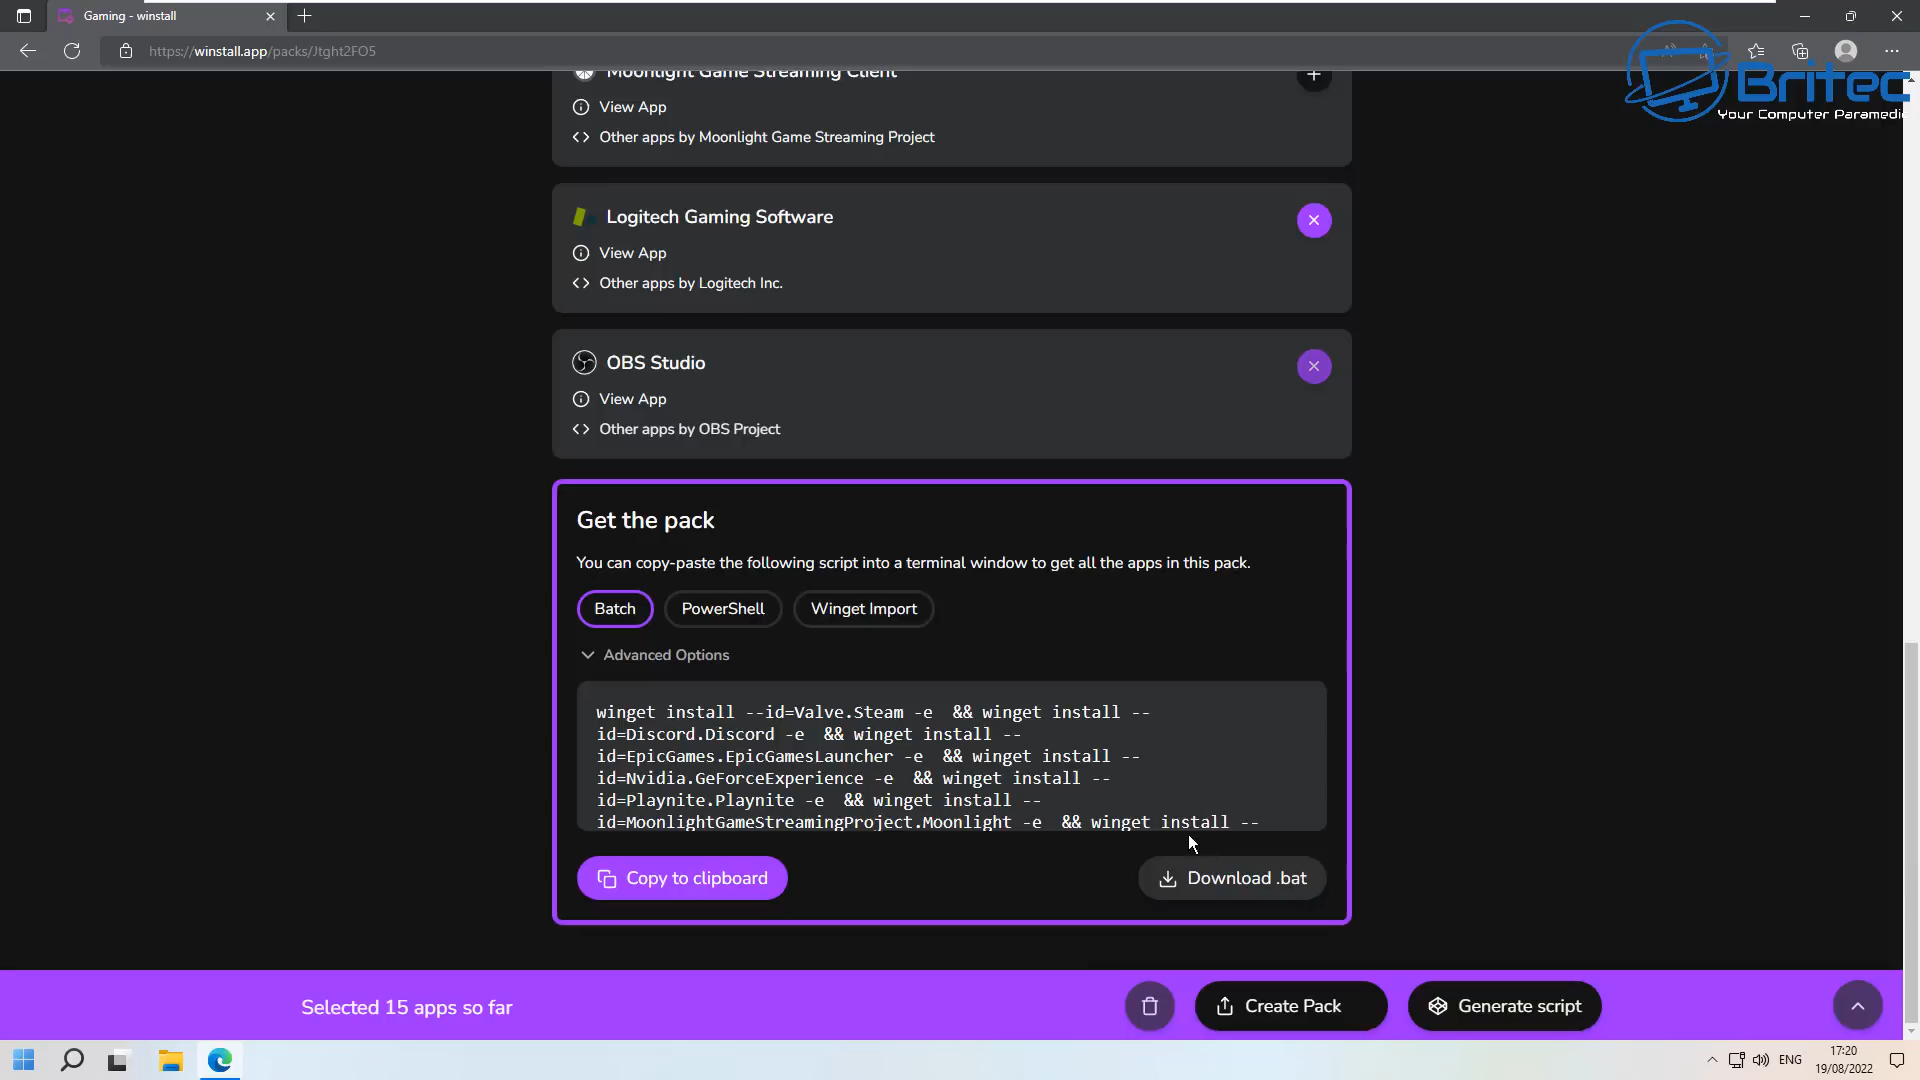 Gaming - winstall
https://winstall.app/packs/Jtght2FO5
Britec
Your Computer Paramedic
Moonlight Game Streaming Client
View App
Other apps by Moonlight Game Streaming Project
Logitech Gaming Software
View App
Other apps by Logitech Inc.
OBS Studio
View App
Other apps by OBS Project
Get the pack
You can copy-paste the following script into a terminal window to get all the apps in this pack.
Batch
PowerShell
Winget Import
Advanced Options
winget install --id=Valve.Steam -e  && winget install --
id=Discord.Discord -e  && winget install --
id=EpicGames.EpicGamesLauncher -e  && winget install --
id=Nvidia.GeForceExperience -e  && winget install --
id=Playnite.Playnite -e  && winget install --
id=MoonlightGameStreamingProject.Moonlight -e  && winget install --
Copy to clipboard
Download .bat
Selected 15 apps so far
Create Pack
Generate script
ENG
17:20
19/08/2022